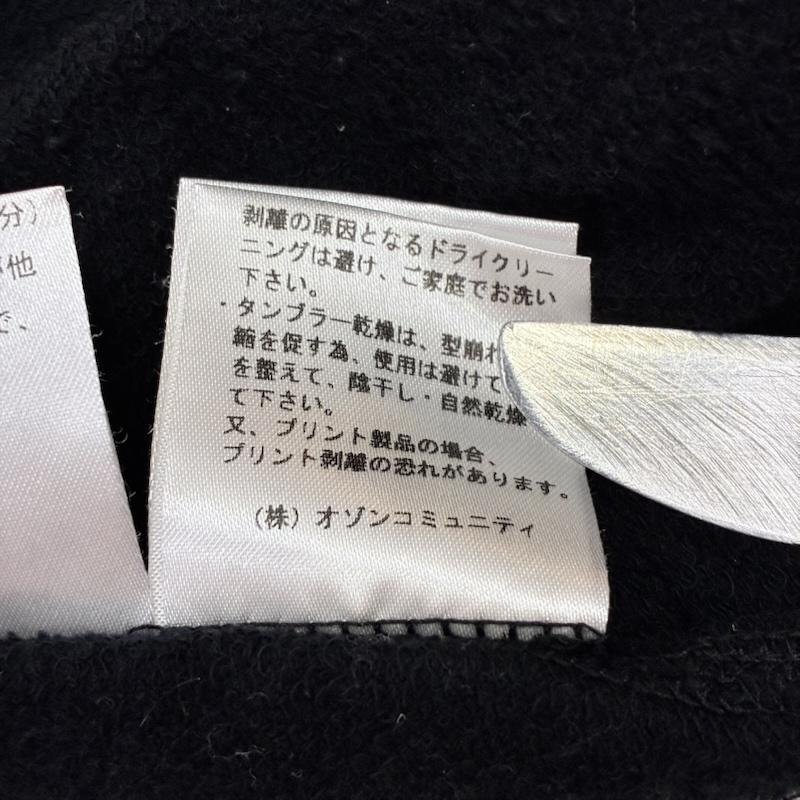 分)
他
で、
剥離の原因となるドライクリー
ニングは避け、ご家庭でお洗い
下さい。
・タンブラー乾燥は、型崩れ
縮を促す為、使用は避けて
を整えて、陰干し・自然乾燥
て下さい。
又、プリント製品の場合、
プリント剥離の恐れがあります。
(株) オゾンコミュニティ